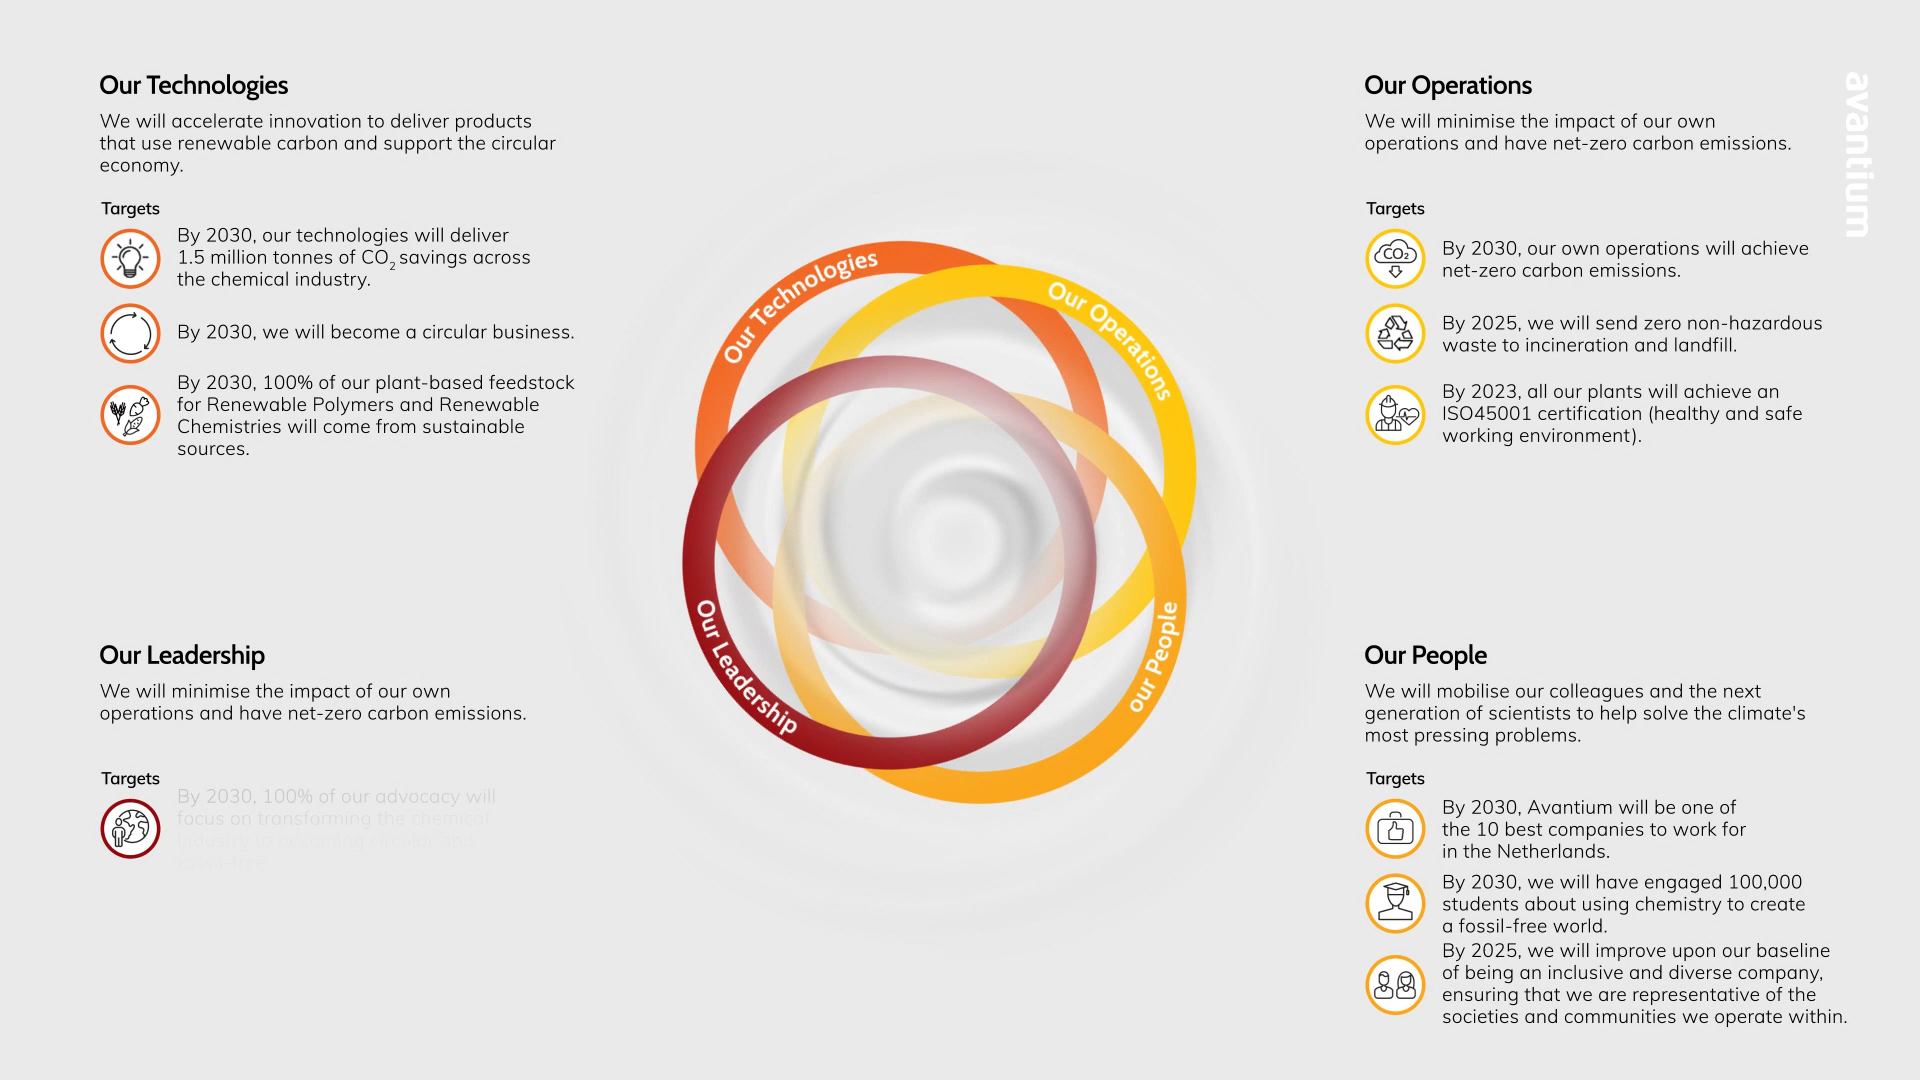 Our Technologies
We will accelerate innovation to deliver products
that use renewable carbon and support the circular
economy.
Targets
By 2030, our technologies will deliver
1.5 million tonnes of CO2 savings across
the chemical industry.
By 2030, we will become a circular business.
By 2030, 100% of our plant-based feedstock
for Renewable Polymers and Renewable
Chemistries will come from sustainable
sources.
Our Operations
We will minimise the impact of our own
operations and have net-zero carbon emissions.
Targets
CO2
By 2030, our own operations will achieve
net-zero carbon emissions.
By 2025, we will send zero non-hazardous
waste to incineration and landfill.
By 2023, all our plants will achieve an
ISO45001 certification (healthy and safe
working environment).
avantium
Our Technologies
Our Operations
Our Leadership
our People
Our Leadership
We will minimise the impact of our own
operations and have net-zero carbon emissions.
Targets
By 2030, 100% of our advocacy will
focus on transforming the chemical
industry to becoming circular and
fossil-free.
Our People
We will mobilise our colleagues and the next
generation of scientists to help solve the climate's
most pressing problems.
Targets
By 2030, Avantium will be one of
the 10 best companies to work for
in the Netherlands.
By 2030, we will have engaged 100,000
students about using chemistry to create
a fossil-free world.
By 2025, we will improve upon our baseline
of being an inclusive and diverse company,
ensuring that we are representative of the
societies and communities we operate within.